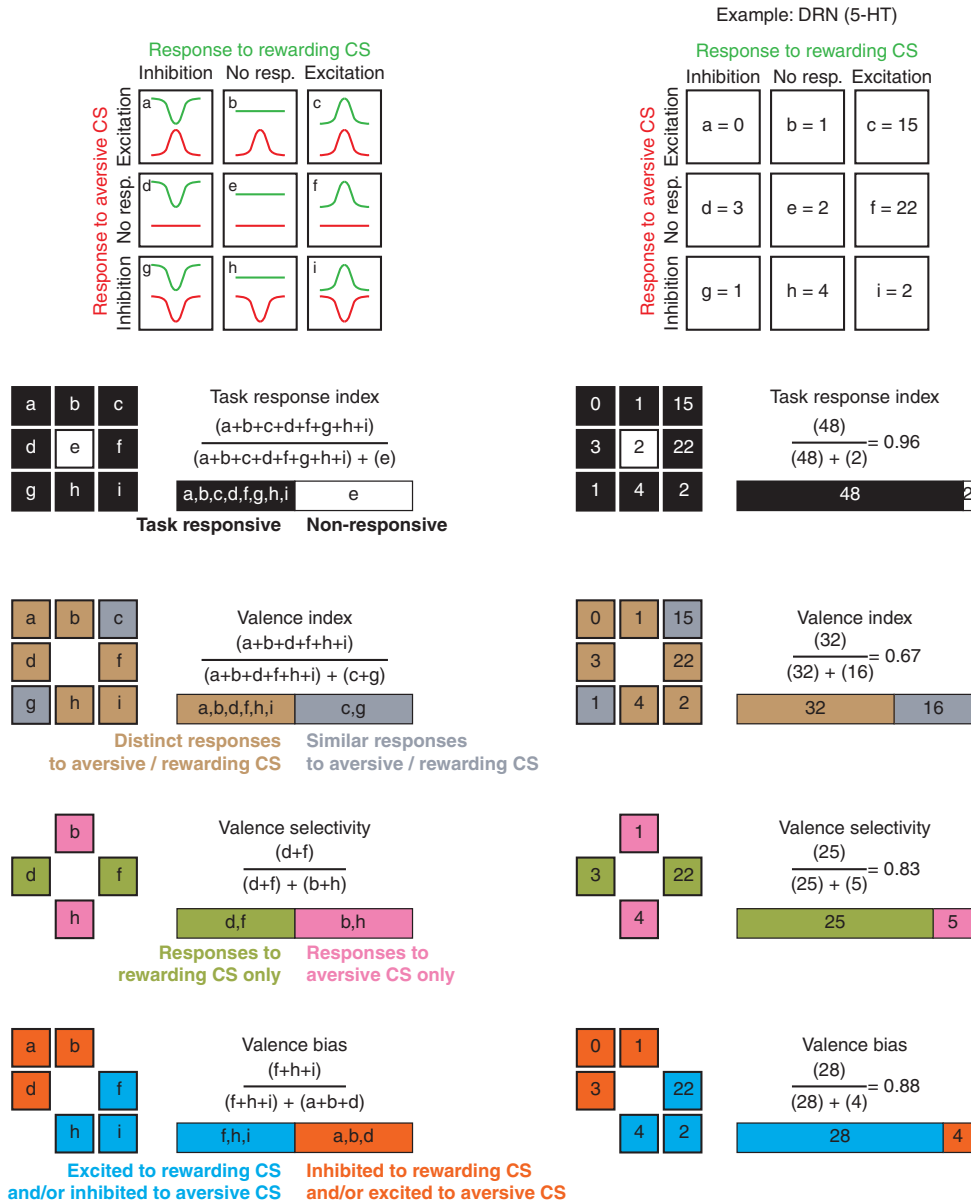 Example: DRN (5-HT)
Response to rewarding CS
Inhibition No resp. Excitation
Response to aversive CS
Excitation
No resp.
Inhibition
a b c
d e f
g h i
Response to rewarding CS
Inhibition No resp. Excitation
Response to aversive CS
Excitation
No resp.
Inhibition
a = 0 b = 1 c = 15
d = 3 e = 2 f = 22
g = 1 h = 4 i = 2
a b c
d e f
g h i
Task response index
(a+b+c+d+f+g+h+i)
(a+b+c+d+f+g+h+i) + (e)
a,b,c,d,f,g,h,i e
Task responsive Non-responsive
0 1 15
3 2 22
1 4 2
Task response index
(48)
(48) + (2)
= 0.96
48 2
a b c
d f
g h i
Valence index
(a+b+d+f+h+i)
(a+b+d+f+h+i) + (c+g)
a,b,d,f,h,i c,g
Distinct responses
to aversive / rewarding CS
Similar responses
to aversive / rewarding CS
0 1 15
3 22
1 4 2
Valence index
(32)
(32) + (16)
= 0.67
32 16
b
d f
h
Valence selectivity
(d+f)
(d+f) + (b+h)
d,f b,h
Responses to
rewarding CS only
Responses to
aversive CS only
1
3 22
4
Valence selectivity
(25)
(25) + (5)
= 0.83
25 5
a b
d f
h i
Valence bias
(f+h+i)
(f+h+i) + (a+b+d)
f,h,i a,b,d
Excited to rewarding CS
and/or inhibited to aversive CS
Inhibited to rewarding CS
and/or excited to aversive CS
0 1
3 22
4 2
Valence bias
(28)
(28) + (4)
= 0.88
28 4